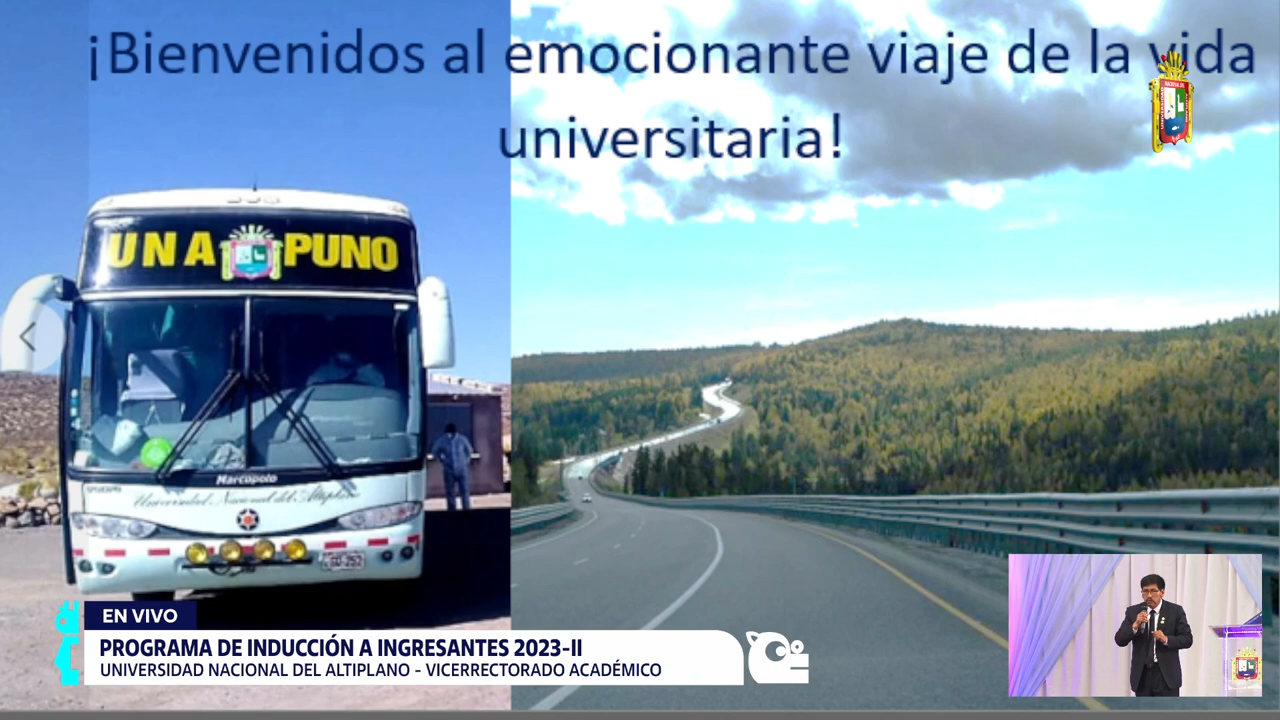 ¡Bienvenidos al emocionante viaje de la vida
universitaria!
UNA PUNO
Marcopolo
Universidad Nacional del Altiplano
EN VIVO
PROGRAMA DE INDUCCIÓN A INGRESANTES 2023-II
UNIVERSIDAD NACIONAL DEL ALTIPLANO - VICERRECTORADO ACADÉMICO